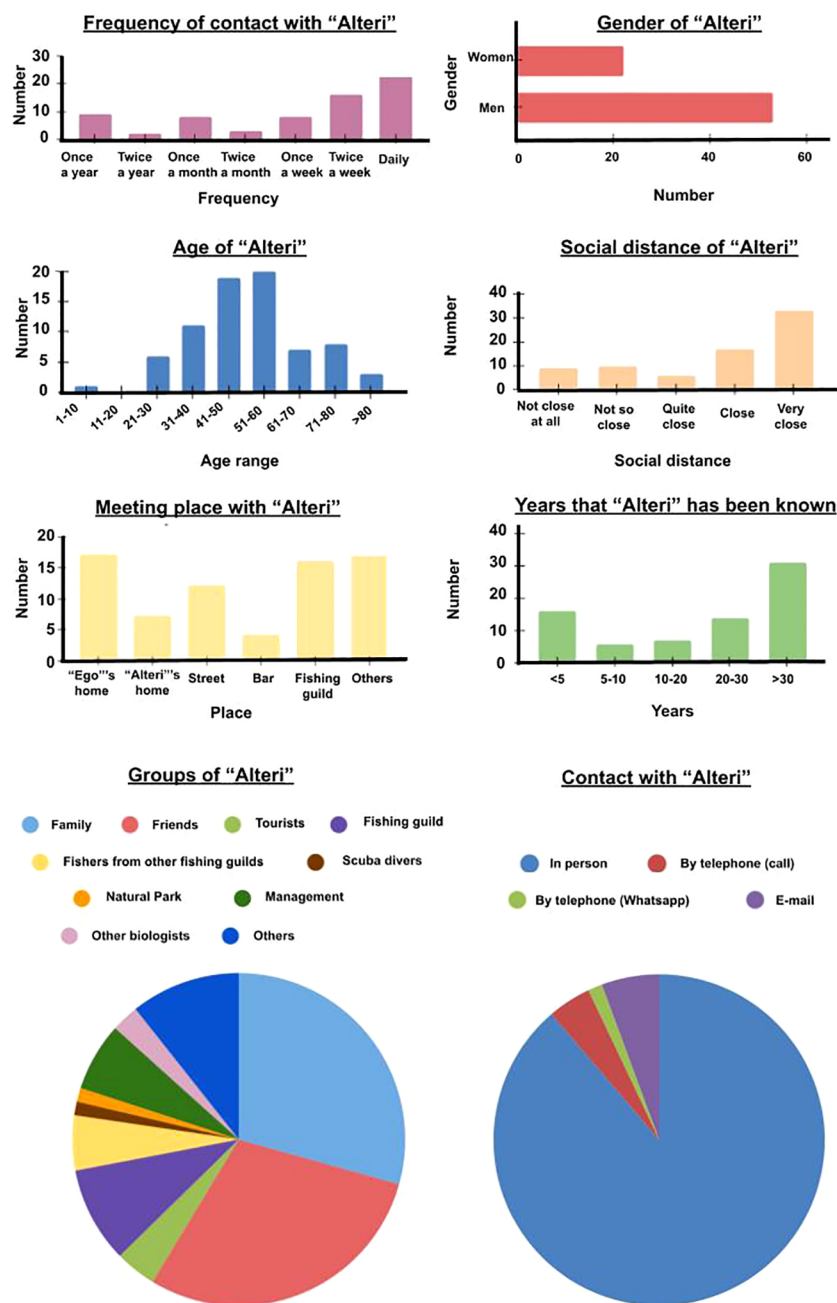 Frequency of contact with “Alteri”
Number
30
20
10
0
Once a year
Twice a year
Once a month
Twice a month
Once a week
Twice a week
Daily
Frequency
Gender of “Alteri”
Gender
Women
Men
0
20
40
60
Number
Age of “Alteri”
Number
20
15
10
5
0
1-10
11-20
21-30
31-40
41-50
51-60
61-70
71-80
>80
Age range
Social distance of “Alteri”
Number
40
30
20
10
0
Not close at all
Not so close
Quite close
Close
Very close
Social distance
Meeting place with “Alteri”
Number
20
15
10
5
0
“Ego”’s home
“Alteri”’s home
Street
Bar
Fishing guild
Others
Place
Years that “Alteri” has been known
Number
40
30
20
10
0
<5
5-10
10-20
20-30
>30
Years
Groups of “Alteri”
Family
Friends
Tourists
Fishing guild
Fishers from other fishing guilds
Scuba divers
Natural Park
Management
Other biologists
Others
Contact with “Alteri”
In person
By telephone (call)
By telephone (Whatsapp)
E-mail